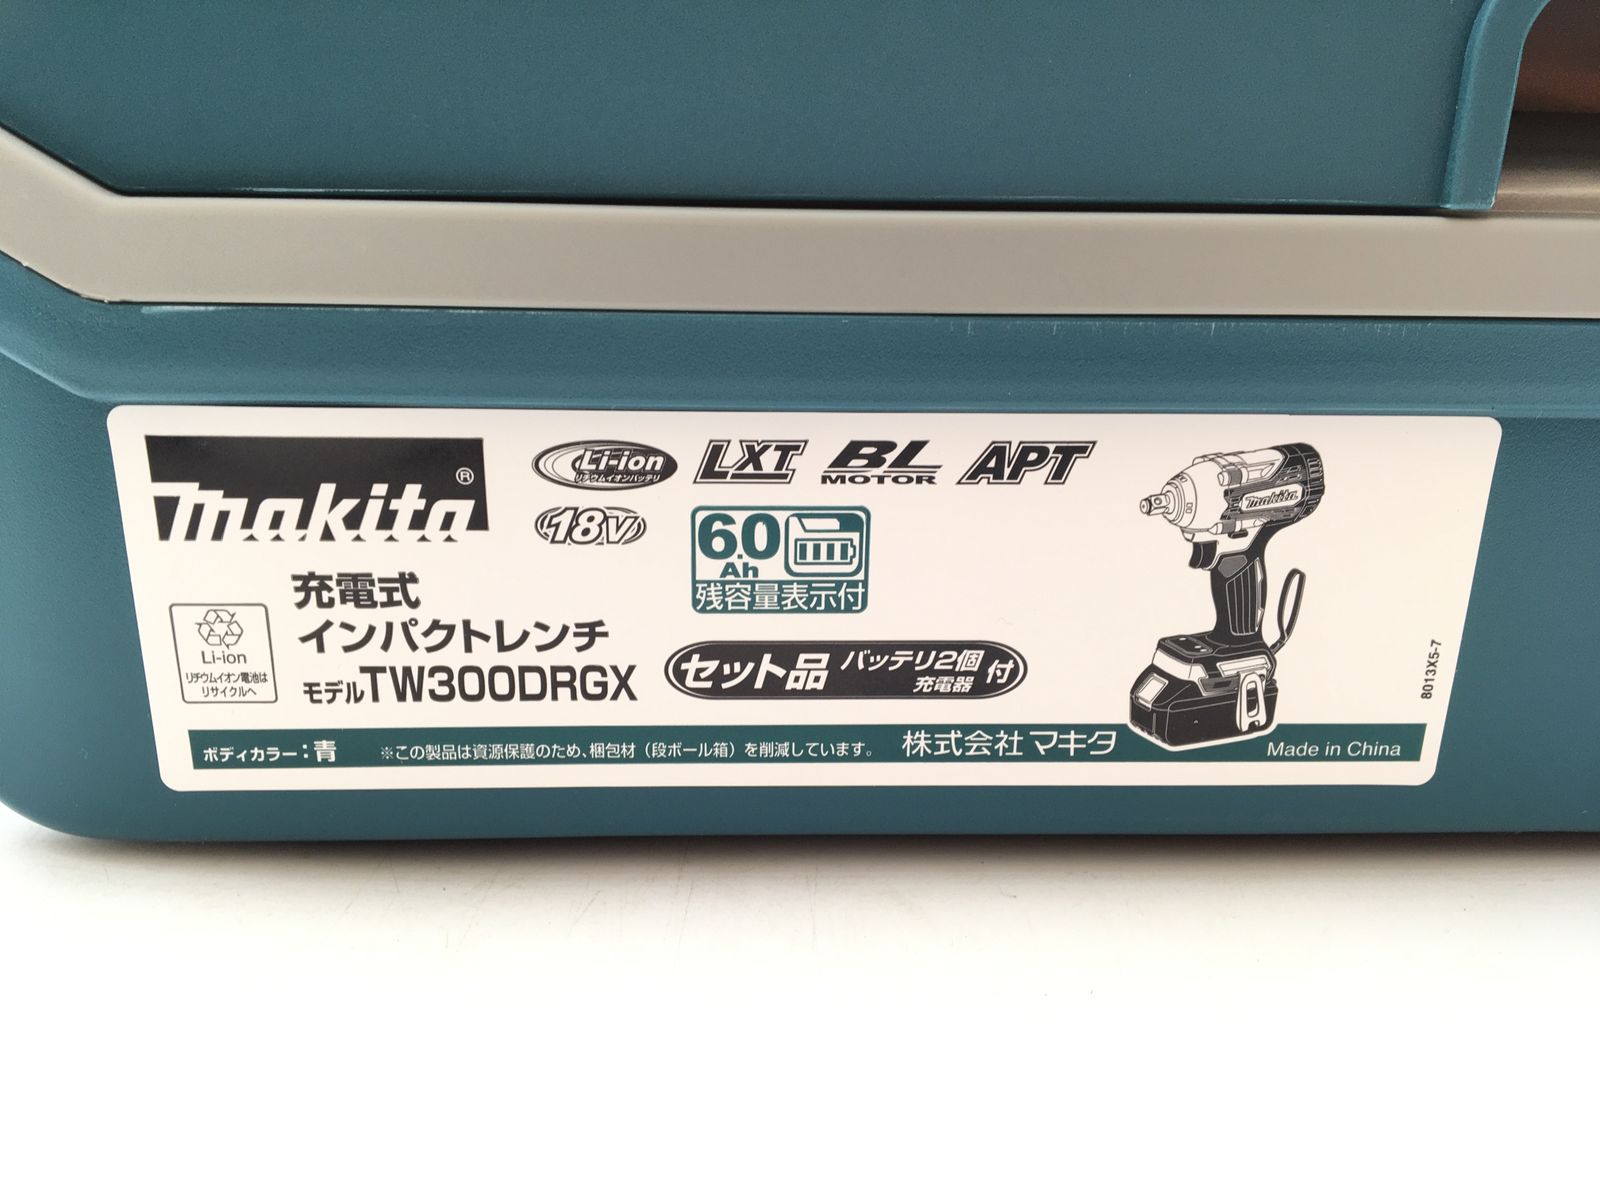 makita®
Li-ion
リチウムイオンバッテリ
LXT
BL
MOTOR
APT
18V
6.0
Ah
残容量表示付
充電式
インパクトレンチ
モデルTW300DRGX
Li-ion
リチウムイオン電池は
リサイクルへ
セット品 バッテリ2個 充電器 付
makita
8013X5-7
ボディカラー:青 ※この製品は資源保護のため、梱包材(段ボール箱)を削減しています。 株式会社マキタ Made in China